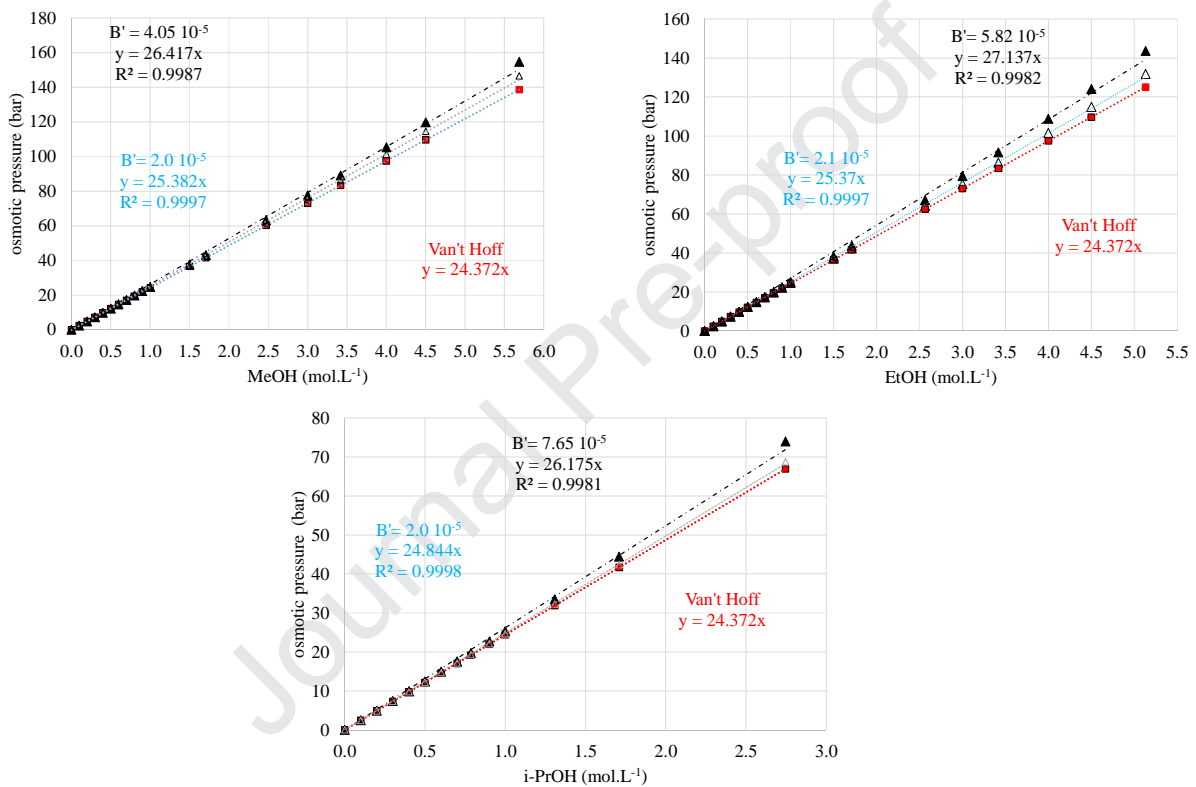 180
160
140
120
100
80
60
40
20
0
osmotic pressure (bar)
B' = 4.05 10⁻⁵
y = 26.417x
R² = 0.9987
B' = 2.0 10⁻⁵
y = 25.382x
R² = 0.9997
Van't Hoff
y = 24.372x
0.0 0.5 1.0 1.5 2.0 2.5 3.0 3.5 4.0 4.5 5.0 5.5 6.0
MeOH (mol.L⁻¹)
160
140
120
100
80
60
40
20
0
osmotic pressure (bar)
B'= 5.82 10⁻⁵
y = 27.137x
R² = 0.9982
B'= 2.1 10⁻⁵
y = 25.37x
R² = 0.9997
Van't Hoff
y = 24.372x
0.0 0.5 1.0 1.5 2.0 2.5 3.0 3.5 4.0 4.5 5.0 5.5
EtOH (mol.L⁻¹)
80
70
60
50
40
30
20
10
0
osmotic pressure (bar)
B'= 7.65 10⁻⁵
y = 26.175x
R² = 0.9981
B'= 2.0 10⁻⁵
y = 24.844x
R² = 0.9998
Van't Hoff
y = 24.372x
0.0 0.5 1.0 1.5 2.0 2.5 3.0
i-PrOH (mol.L⁻¹)
Journal Pre-proof